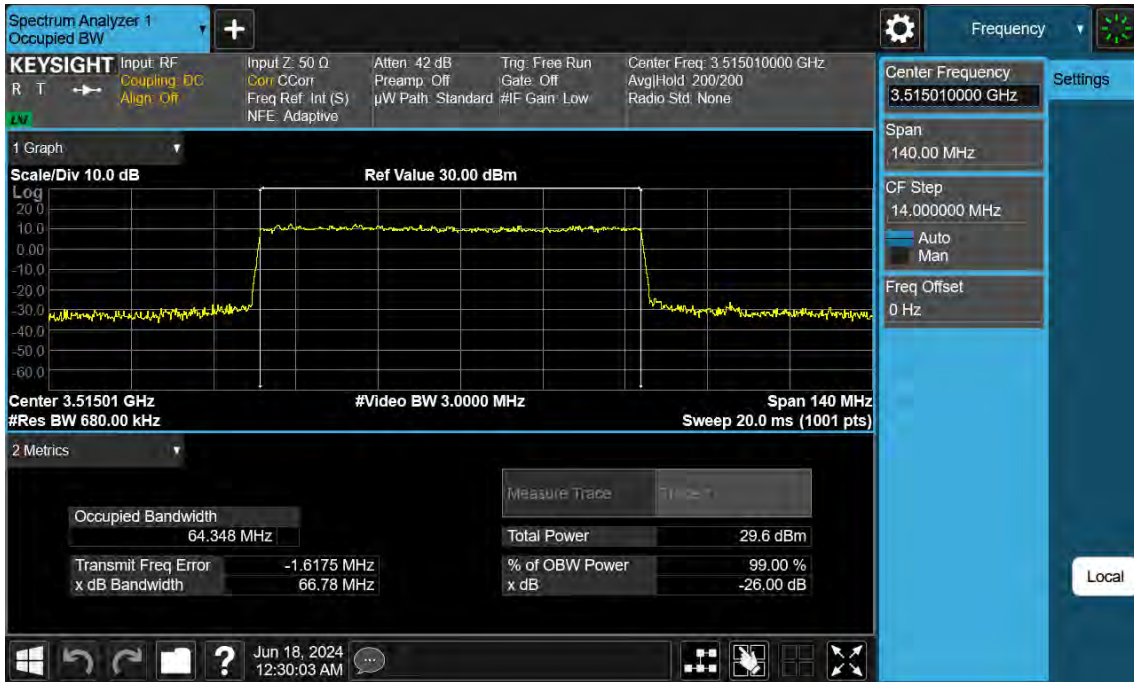 Spectrum Analyzer 1
Occupied BW
+
Frequency
KEYSIGHT
R T
LXI
Input: RF
Coupling: DC
Align: Off
Input Z: 50 Ω
Corr CCorr
Freq Ref: Int (S)
NFE: Adaptive
Atten: 42 dB
Preamp: Off
µW Path: Standard
Trig: Free Run
Gate: Off
#IF Gain: Low
Center Freq: 3.515010000 GHz
Avg|Hold: 200/200
Radio Std: None
Center Frequency
3.515010000 GHz
Settings
Span
140.00 MHz
CF Step
14.000000 MHz
Auto
Man
Freq Offset
0 Hz
Local
1 Graph
Scale/Div 10.0 dB
Ref Value 30.00 dBm
Log
20.0
10.0
0.00
-10.0
-20.0
-30.0
-40.0
-50.0
-60.0
Center 3.51501 GHz
#Video BW 3.0000 MHz
Span 140 MHz
#Res BW 680.00 kHz
Sweep 20.0 ms (1001 pts)
2 Metrics
Measure Trace
Trace 1
Occupied Bandwidth
64.348 MHz
Total Power 29.6 dBm
Transmit Freq Error -1.6175 MHz
% of OBW Power 99.00 %
x dB Bandwidth 66.78 MHz
x dB -26.00 dB
?
Jun 18, 2024
12:30:03 AM